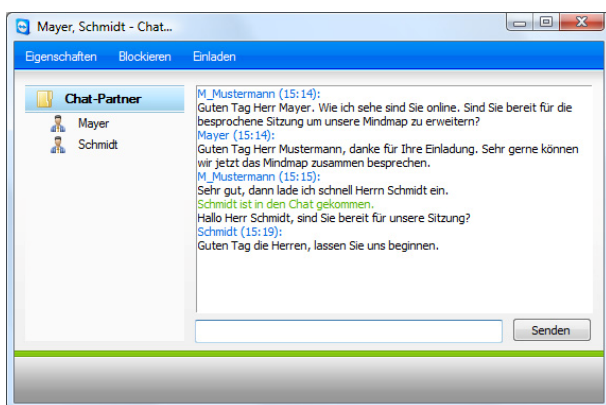 Mayer, Schmidt - Chat...
Eigenschaften Blockieren Einladen
Chat-Partner
Mayer
Schmidt
M_Mustermann (15:14):
Guten Tag Herr Mayer. Wie ich sehe sind Sie online. Sind Sie bereit für die
besprochene Sitzung um unsere Mindmap zu erweitern?
Mayer (15:14):
Guten Tag Herr Mustermann, danke für Ihre Einladung. Sehr gerne können
wir jetzt das Mindmap zusammen besprechen.
M_Mustermann (15:15):
Sehr gut, dann lade ich schnell Herrn Schmidt ein.
Schmidt ist in den Chat gekommen.
Hallo Herr Schmidt, sind Sie bereit für unsere Sitzung?
Schmidt (15:19):
Guten Tag die Herren, lassen Sie uns beginnen.
Senden